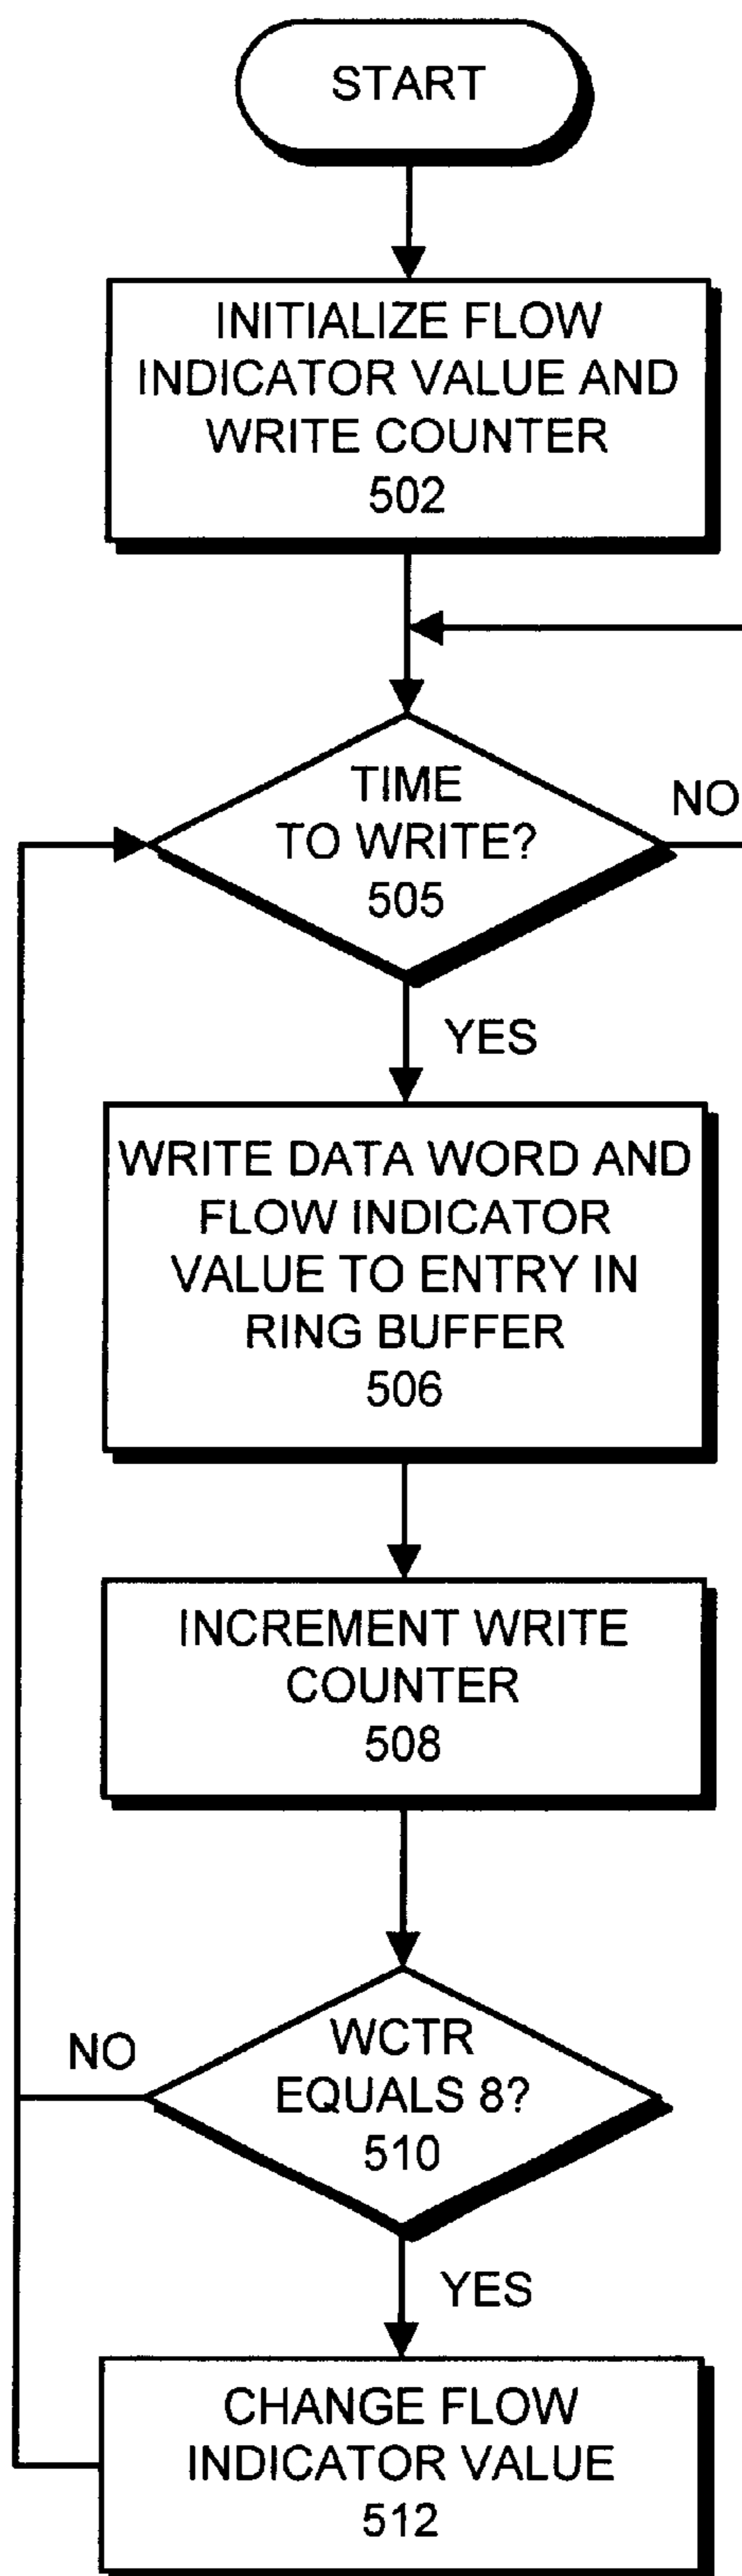 START
INITIALIZE FLOW
INDICATOR VALUE AND
WRITE COUNTER
502
TIME
TO WRITE?
505
NO
YES
WRITE DATA WORD AND
FLOW INDICATOR
VALUE TO ENTRY IN
RING BUFFER
506
INCREMENT WRITE
COUNTER
508
WCTR
EQUALS 8?
510
NO
YES
CHANGE FLOW
INDICATOR VALUE
512